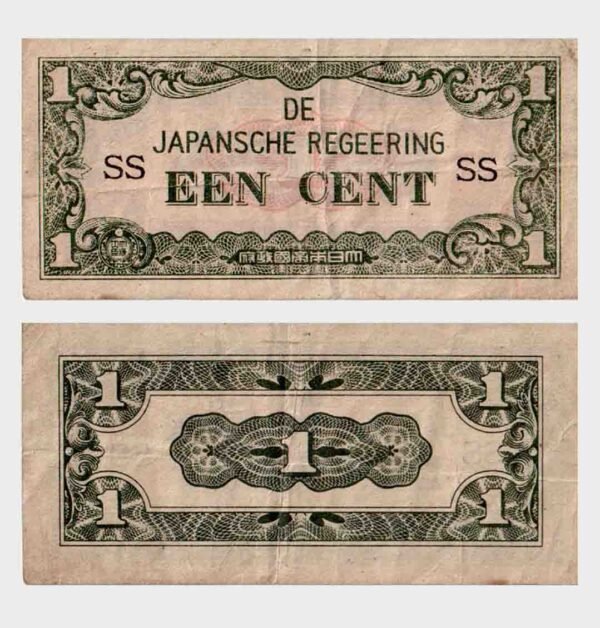 1 1
DE
JAPANSCHE REGEERING
SS SS
EEN CENT
1 1
大日本帝國政府
1 1
1
1 1